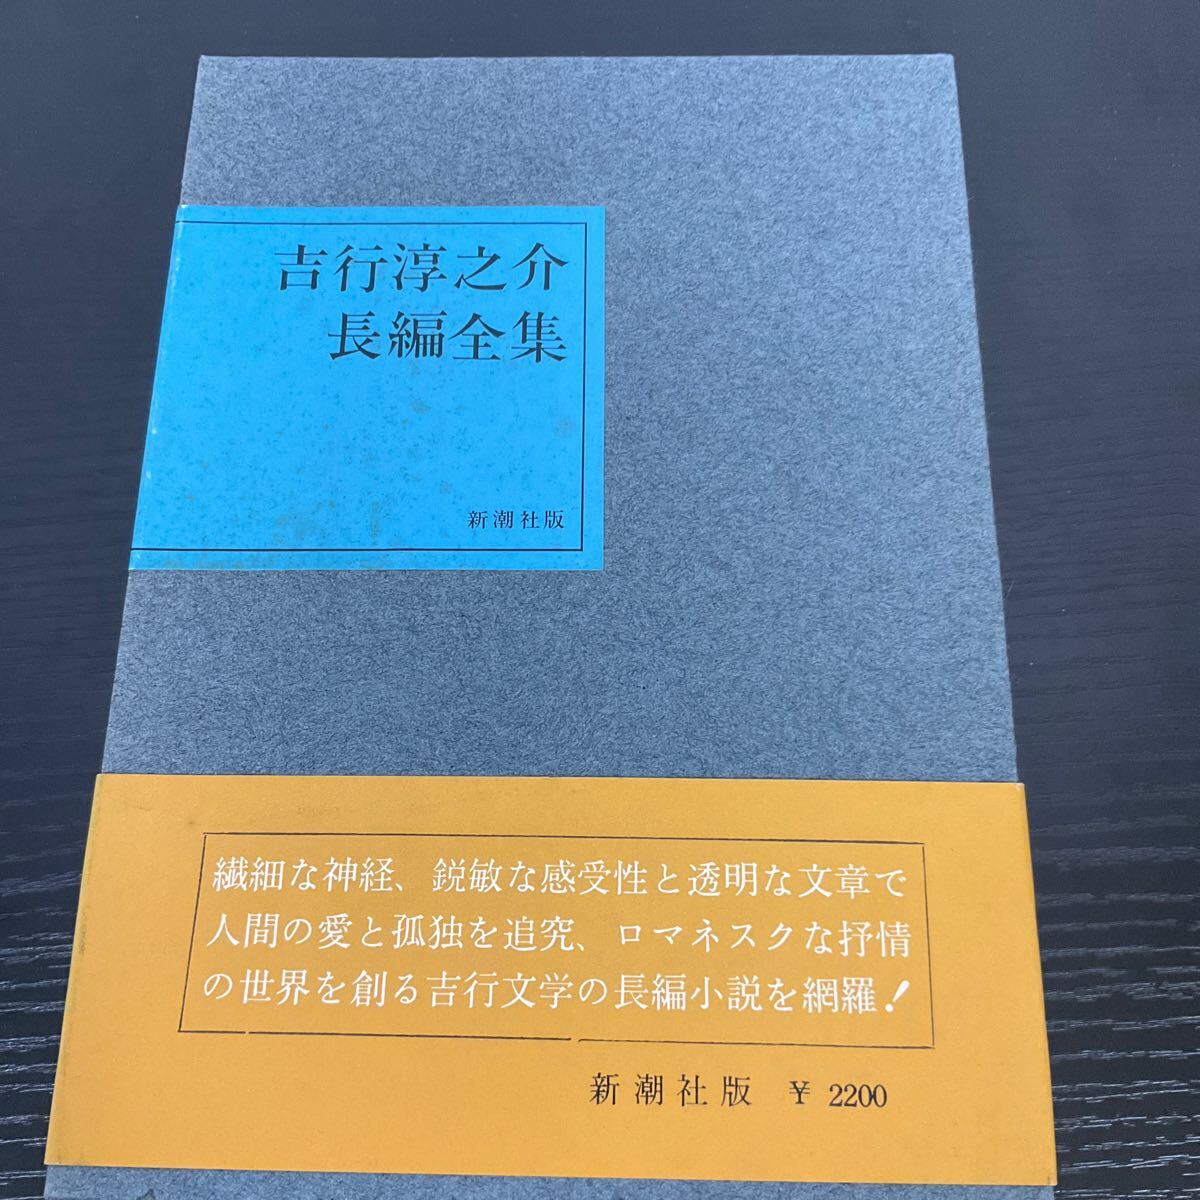 吉行淳之介
長編全集
新潮社版
繊細な神経、鋭敏な感受性と透明な文章で
人間の愛と孤独を追究、ロマネスクな抒情
の世界を創る吉行文学の長編小説を網羅！
新潮社版 ￥2200